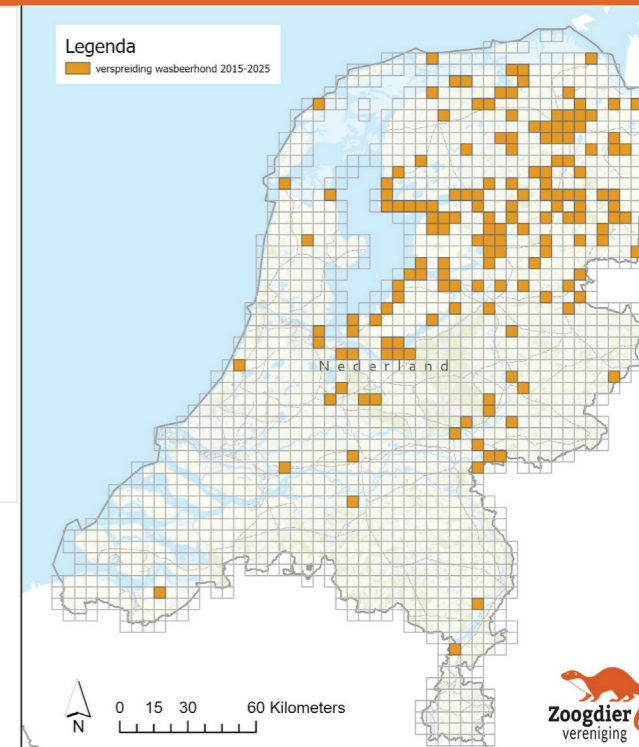 Legenda
verspreiding wasbeerhond 2015-2025
Nederland
N
0 15 30 60 Kilometers
Zoogdier
vereniging